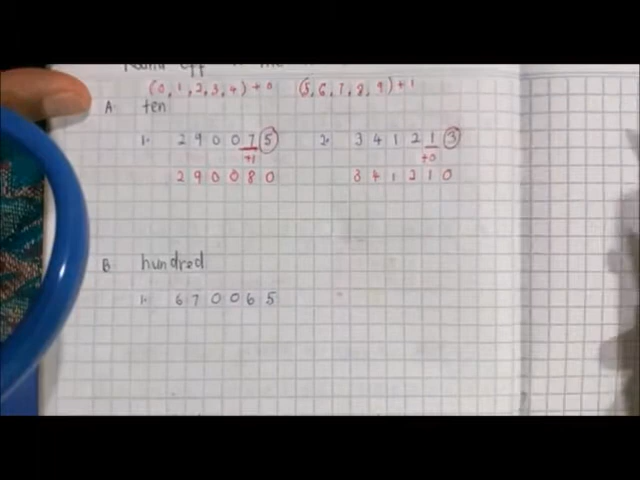 (0, 1, 2, 3, 4) + 0 (5, 6, 7, 8, 9) + 1
A. ten
1. 2 9 0 0 7 5 2. 3 4 1 2 1 3
+1 +0
2 9 0 0 8 0 3 4 1 2 1 0
B hundred
1. 6 7 0 0 6 5